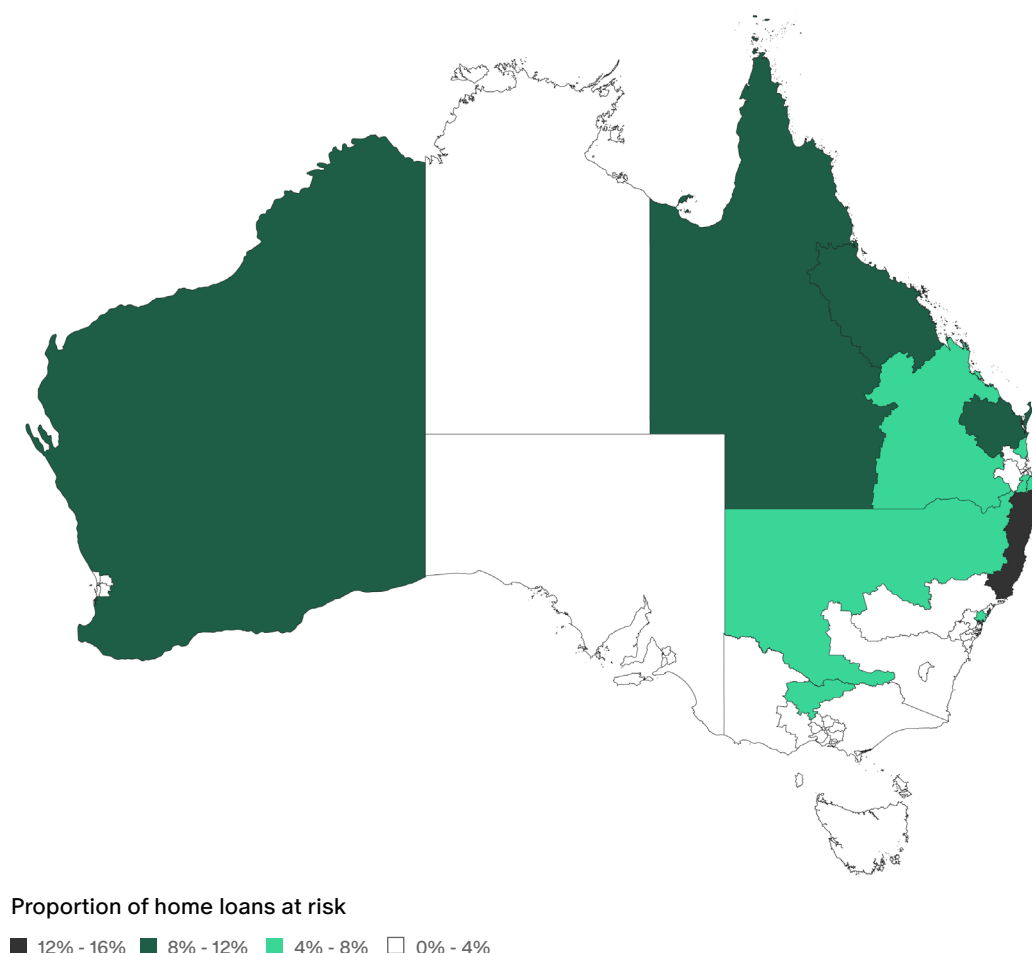 Proportion of home loans at risk
12% - 16% 8% - 12% 4% - 8% 0% - 4%